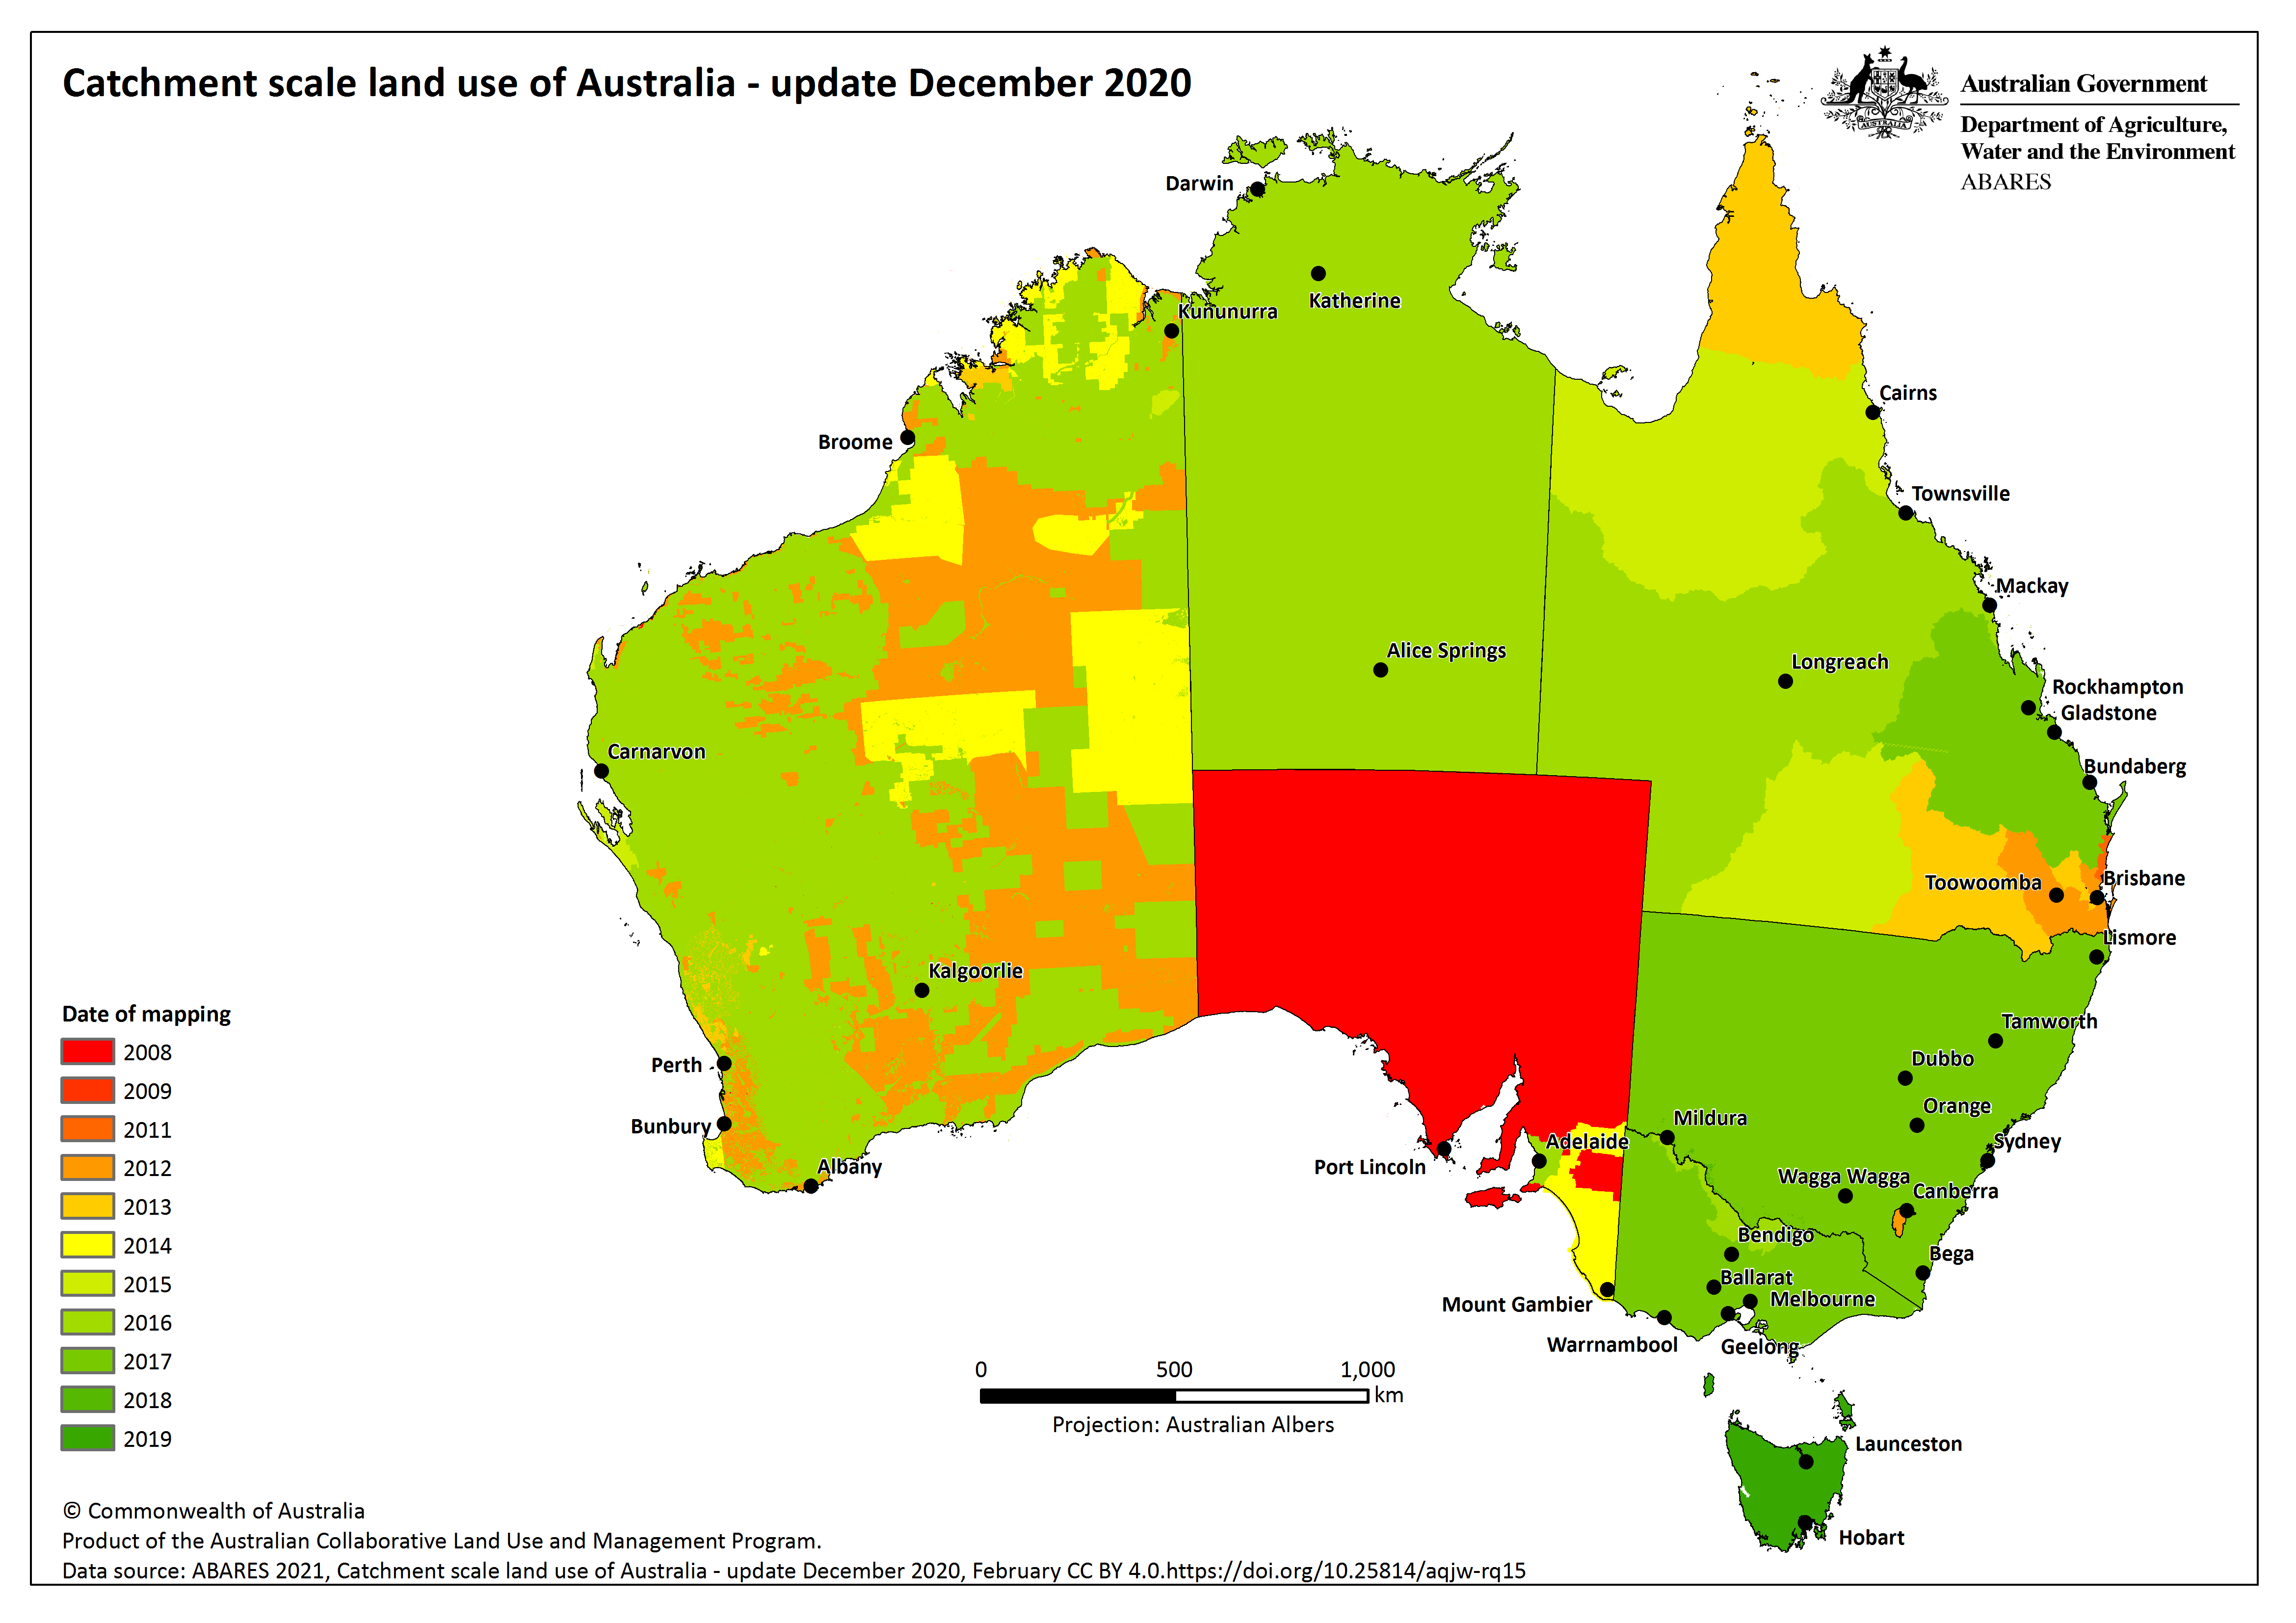 Catchment scale land use of Australia - update December 2020
Australian Government
Department of Agriculture,
Water and the Environment
ABARES
AUSTRALIA
Darwin
Katherine
Kununurra
Cairns
Broome
Townsville
Mackay
Alice Springs
Longreach
Rockhampton
Gladstone
Carnarvon
Bundaberg
Toowoomba
Brisbane
Lismore
Kalgoorlie
Tamworth
Dubbo
Perth
Orange
Mildura
Bunbury
Adelaide
Sydney
Port Lincoln
Albany
Wagga Wagga
Canberra
Bendigo
Bega
Ballarat
Mount Gambier
Melbourne
Warrnambool
Geelong
Launceston
Hobart
Date of mapping
2008
2009
2011
2012
2013
2014
2015
2016
2017
2018
2019
0 500 1,000
km
Projection: Australian Albers
© Commonwealth of Australia
Product of the Australian Collaborative Land Use and Management Program.
Data source: ABARES 2021, Catchment scale land use of Australia - update December 2020, February CC BY 4.0.https://doi.org/10.25814/aqjw-rq15